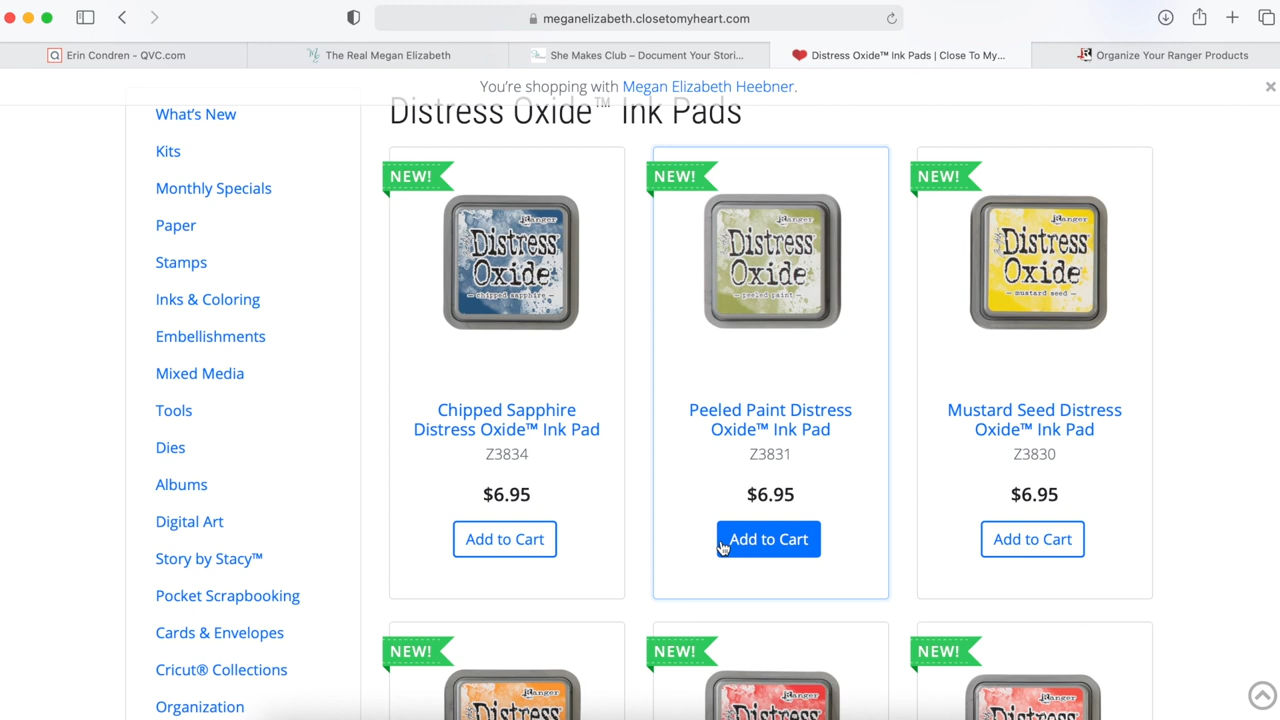 meganelizabeth.closetomyheart.com
Erin Condren - QVC.com
The Real Megan Elizabeth
She Makes Club – Document Your Stori...
Distress Oxide™ Ink Pads | Close To My...
Organize Your Ranger Products
You're shopping with Megan Elizabeth Heebner.
Distress Oxide™ Ink Pads
What's New
Kits
Monthly Specials
Paper
Stamps
Inks & Coloring
Embellishments
Mixed Media
Tools
Dies
Albums
Digital Art
Story by Stacy™
Pocket Scrapbooking
Cards & Envelopes
Cricut® Collections
Organization
NEW!
Ranger
Distress
Oxide
– chipped sapphire –
Chipped Sapphire
Distress Oxide™ Ink Pad
Z3834
$6.95
Add to Cart
NEW!
Ranger
Distress
Oxide
– peeled paint –
Peeled Paint Distress
Oxide™ Ink Pad
Z3831
$6.95
Add to Cart
NEW!
Ranger
Distress
Oxide
– mustard seed –
Mustard Seed Distress
Oxide™ Ink Pad
Z3830
$6.95
Add to Cart
NEW!
Ranger
Distress
NEW!
Ranger
Distress
NEW!
Ranger
Distress